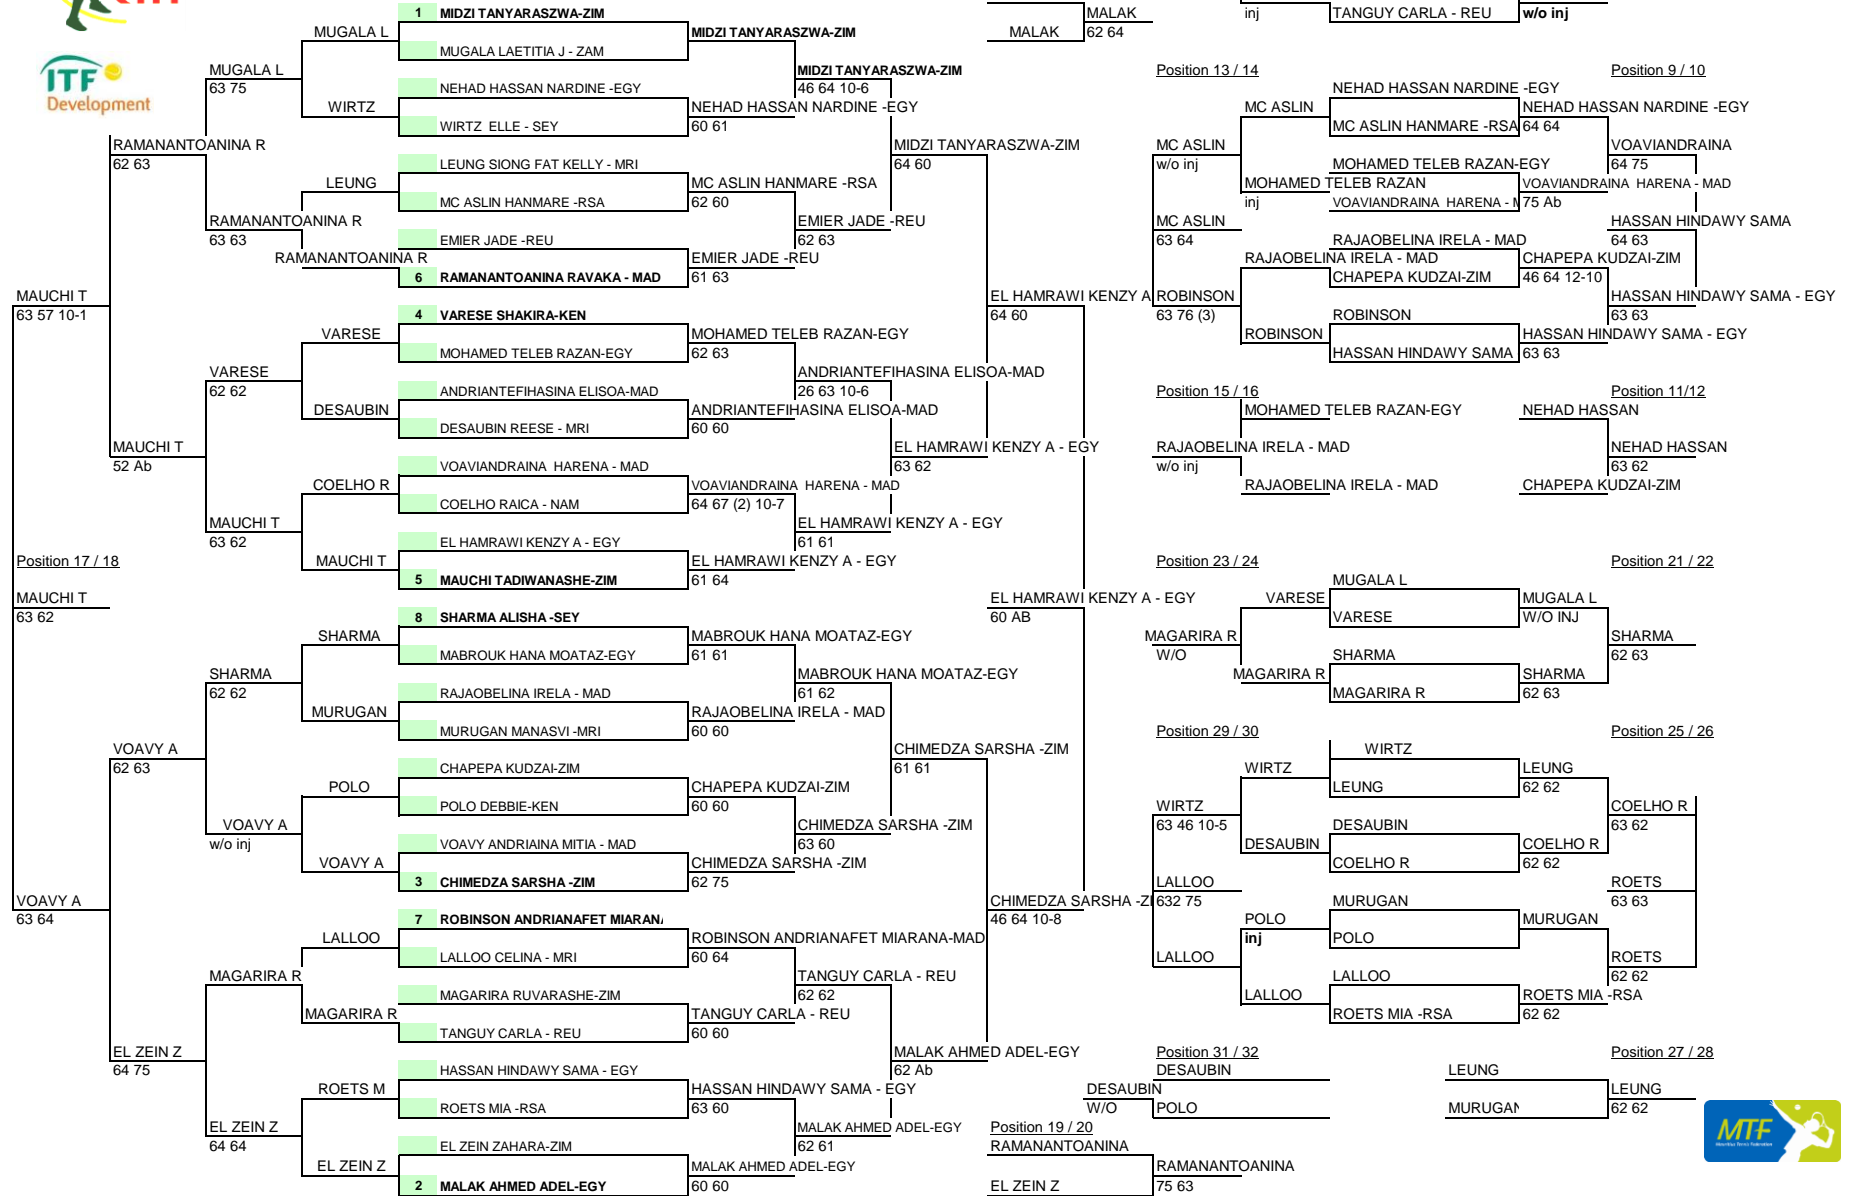 1 MIDZI TANYARASZWA-ZIM MALAK inj TANGUY CARLA - REU w/o inj
MUGALA L MIDZI TANYARASZWA-ZIM MALAK 62 64
MUGALA LAETITIA J - ZAM
ITF Development
MUGALA L MIDZI TANYARASZWA-ZIM Position 13 / 14 Position 9 / 10
63 75 NEHAD HASSAN NARDINE -EGY 46 64 10-6 NEHAD HASSAN NARDINE -EGY
WIRTZ NEHAD HASSAN NARDINE -EGY MC ASLIN NEHAD HASSAN NARDINE -EGY
WIRTZ ELLE - SEY 60 61 MC ASLIN HANMARE -RSA 64 64
RAMANANTOANINA R MIDZI TANYARASZWA-ZIM MC ASLIN VOAVIANDRAINA
62 63 LEUNG SIONG FAT KELLY - MRI 64 60 w/o inj MOHAMED TELEB RAZAN-EGY 64 75
LEUNG MC ASLIN HANMARE -RSA MOHAMED TELEB RAZAN VOAVIANDRAINA HARENA - MAD
MC ASLIN HANMARE -RSA 62 60 inj VOAVIANDRAINA HARENA - M 75 Ab
RAMANANTOANINA R EMIER JADE -REU MC ASLIN HASSAN HINDAWY SAMA
63 63 EMIER JADE -REU 62 63 63 64 RAJAOBELINA IRELA - MAD 64 63
RAMANANTOANINA R EMIER JADE -REU RAJAOBELINA IRELA - MAD CHAPEPA KUDZAI-ZIM
6 RAMANANTOANINA RAVAKA - MAD 61 63 CHAPEPA KUDZAI-ZIM 46 64 12-10
MAUCHI T EL HAMRAWI KENZY A ROBINSON HASSAN HINDAWY SAMA - EGY
63 57 10-1 4 VARESE SHAKIRA-KEN 64 60 63 76 (3) ROBINSON 63 63
VARESE MOHAMED TELEB RAZAN-EGY ROBINSON HASSAN HINDAWY SAMA - EGY
MOHAMED TELEB RAZAN-EGY 62 63 HASSAN HINDAWY SAMA 63 63
VARESE ANDRIANTEFIHASINA ELISOA-MAD
62 62 ANDRIANTEFIHASINA ELISOA-MAD 26 63 10-6 Position 15 / 16 Position 11/12
DESAUBIN ANDRIANTEFIHASINA ELISOA-MAD MOHAMED TELEB RAZAN-EGY NEHAD HASSAN
DESAUBIN REESE - MRI 60 60
MAUCHI T EL HAMRAWI KENZY A - EGY RAJAOBELINA IRELA - MAD NEHAD HASSAN
52 Ab VOAVIANDRAINA HARENA - MAD 63 62 w/o inj 63 62
COELHO R VOAVIANDRAINA HARENA - MAD RAJAOBELINA IRELA - MAD CHAPEPA KUDZAI-ZIM
COELHO RAICA - NAM 64 67 (2) 10-7
MAUCHI T EL HAMRAWI KENZY A - EGY
63 62 EL HAMRAWI KENZY A - EGY 61 61
Position 17 / 18 MAUCHI T EL HAMRAWI KENZY A - EGY Position 23 / 24 Position 21 / 22
5 MAUCHI TADIWANASHE-ZIM 61 64 MUGALA L
MAUCHI T EL HAMRAWI KENZY A - EGY VARESE MUGALA L
63 62 8 SHARMA ALISHA -SEY 60 AB VARESE W/O INJ
SHARMA MABROUK HANA MOATAZ-EGY MAGARIRA R SHARMA
MABROUK HANA MOATAZ-EGY 61 61 W/O SHARMA 62 63
SHARMA MABROUK HANA MOATAZ-EGY MAGARIRA R SHARMA
62 62 RAJAOBELINA IRELA - MAD 61 62 MAGARIRA R 62 63
MURUGAN RAJAOBELINA IRELA - MAD
MURUGAN MANASVI -MRI 60 60 Position 29 / 30 Position 25 / 26
VOAVY A CHIMEDZA SARSHA -ZIM WIRTZ
62 63 CHAPEPA KUDZAI-ZIM 61 61 WIRTZ LEUNG
POLO CHAPEPA KUDZAI-ZIM LEUNG 62 62
POLO DEBBIE-KEN 60 60 WIRTZ COELHO R
VOAVY A CHIMEDZA SARSHA -ZIM 63 46 10-5 DESAUBIN 63 62
w/o inj VOAVY ANDRIAINA MITIA - MAD 63 60 DESAUBIN COELHO R
VOAVY A CHIMEDZA SARSHA -ZIM COELHO R 62 62
3 CHIMEDZA SARSHA -ZIM 62 75 LALLOO ROETS
VOAVY A CHIMEDZA SARSHA -ZI 632 75 MURUGAN 63 63
63 64 7 ROBINSON ANDRIANAFET MIARANA 46 64 10-8 POLO MURUGAN
LALLOO ROBINSON ANDRIANAFET MIARANA-MAD inj POLO
LALLOO CELINA - MRI 60 64 LALLOO ROETS
MAGARIRA R TANGUY CARLA - REU LALLOO 62 62
MAGARIRA RUVARASHE-ZIM 62 62 LALLOO ROETS MIA -RSA
MAGARIRA R TANGUY CARLA - REU ROETS MIA -RSA 62 62
TANGUY CARLA - REU 60 60
EL ZEIN Z MALAK AHMED ADEL-EGY Position 31 / 32 Position 27 / 28
64 75 HASSAN HINDAWY SAMA - EGY 62 Ab DESAUBIN LEUNG
ROETS M HASSAN HINDAWY SAMA - EGY DESAUBIN LEUNG
ROETS MIA -RSA 63 60 W/O POLO MURUGAN 62 62
EL ZEIN Z MALAK AHMED ADEL-EGY Position 19 / 20 MTF
64 64 EL ZEIN ZAHARA-ZIM 62 61 RAMANANTOANINA
EL ZEIN Z MALAK AHMED ADEL-EGY RAMANANTOANINA
2 MALAK AHMED ADEL-EGY 60 60 EL ZEIN Z 75 63